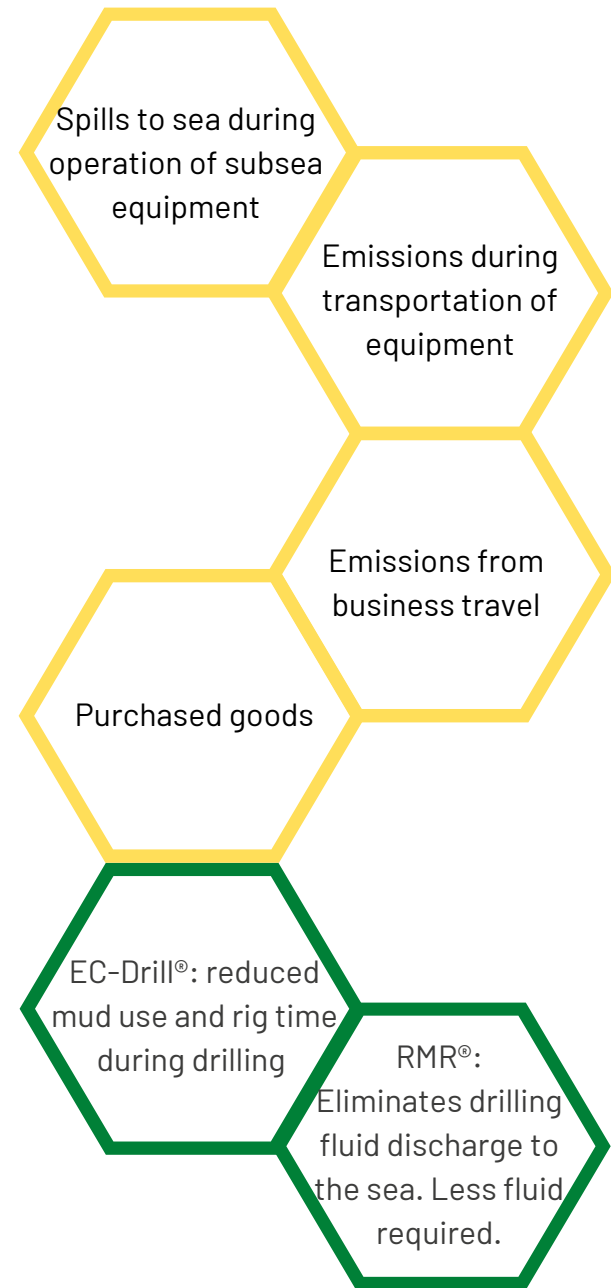 Spills to sea during
operation of subsea
equipment
Emissions during
transportation of
equipment
Emissions from
business travel
Purchased goods
EC-Drill®: reduced
mud use and rig time
during drilling
RMR®:
Eliminates drilling
fluid discharge to
the sea. Less fluid
required.